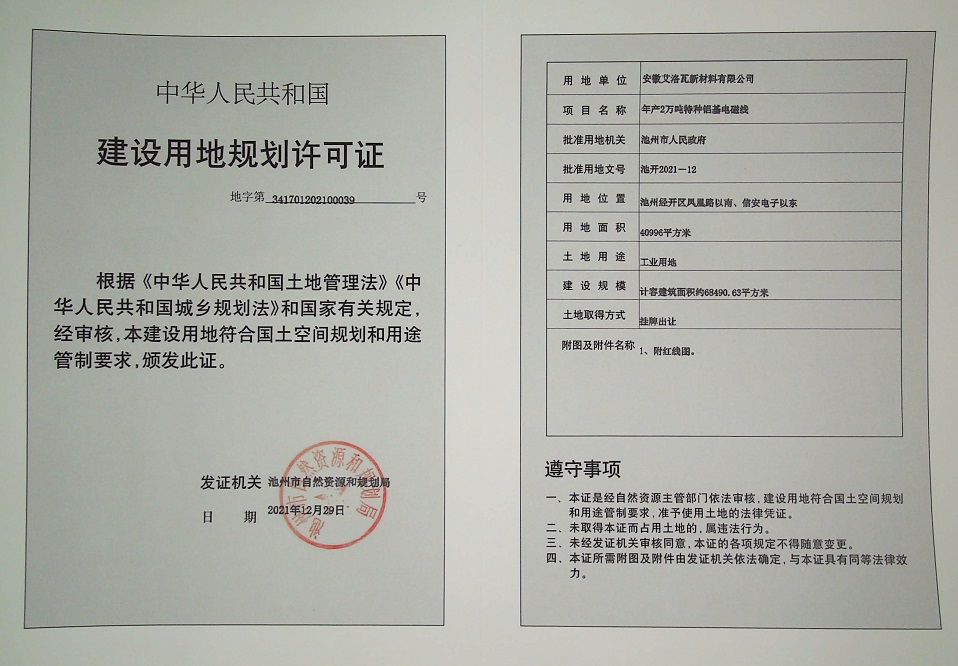 中华人民共和国
建设用地规划许可证
地字第 341701202100039 号
根据《中华人民共和国土地管理法》《中
华人民共和国城乡规划法》和国家有关规定,
经审核,本建设用地符合国土空间规划和用途
管制要求,颁发此证。
发证机关 池州市自然资源和规划局
日 期 2021年12月29日
池州市自然资源和规划局
用地单位 安徽艾洛瓦新材料有限公司
项目名称 年产2万吨特种铝基电磁线
批准用地机关 池州市人民政府
批准用地文号 池开2021-12
用地位置 池州经开区凤凰路以南、信安电子以东
用地面积 40996平方米
土地用途 工业用地
建设规模 计容建筑面积约68490.63平方米
土地取得方式 挂牌出让
附图及附件名称 1、附红线图。
遵守事项
一、本证是经自然资源主管部门依法审核,建设用地符合国土空间规划
和用途管制要求,准予使用土地的法律凭证。
二、未取得本证而占用土地的,属违法行为。
三、未经发证机关审核同意,本证的各项规定不得随意变更。
四、本证所需附图及附件由发证机关依法确定,与本证具有同等法律效
力。